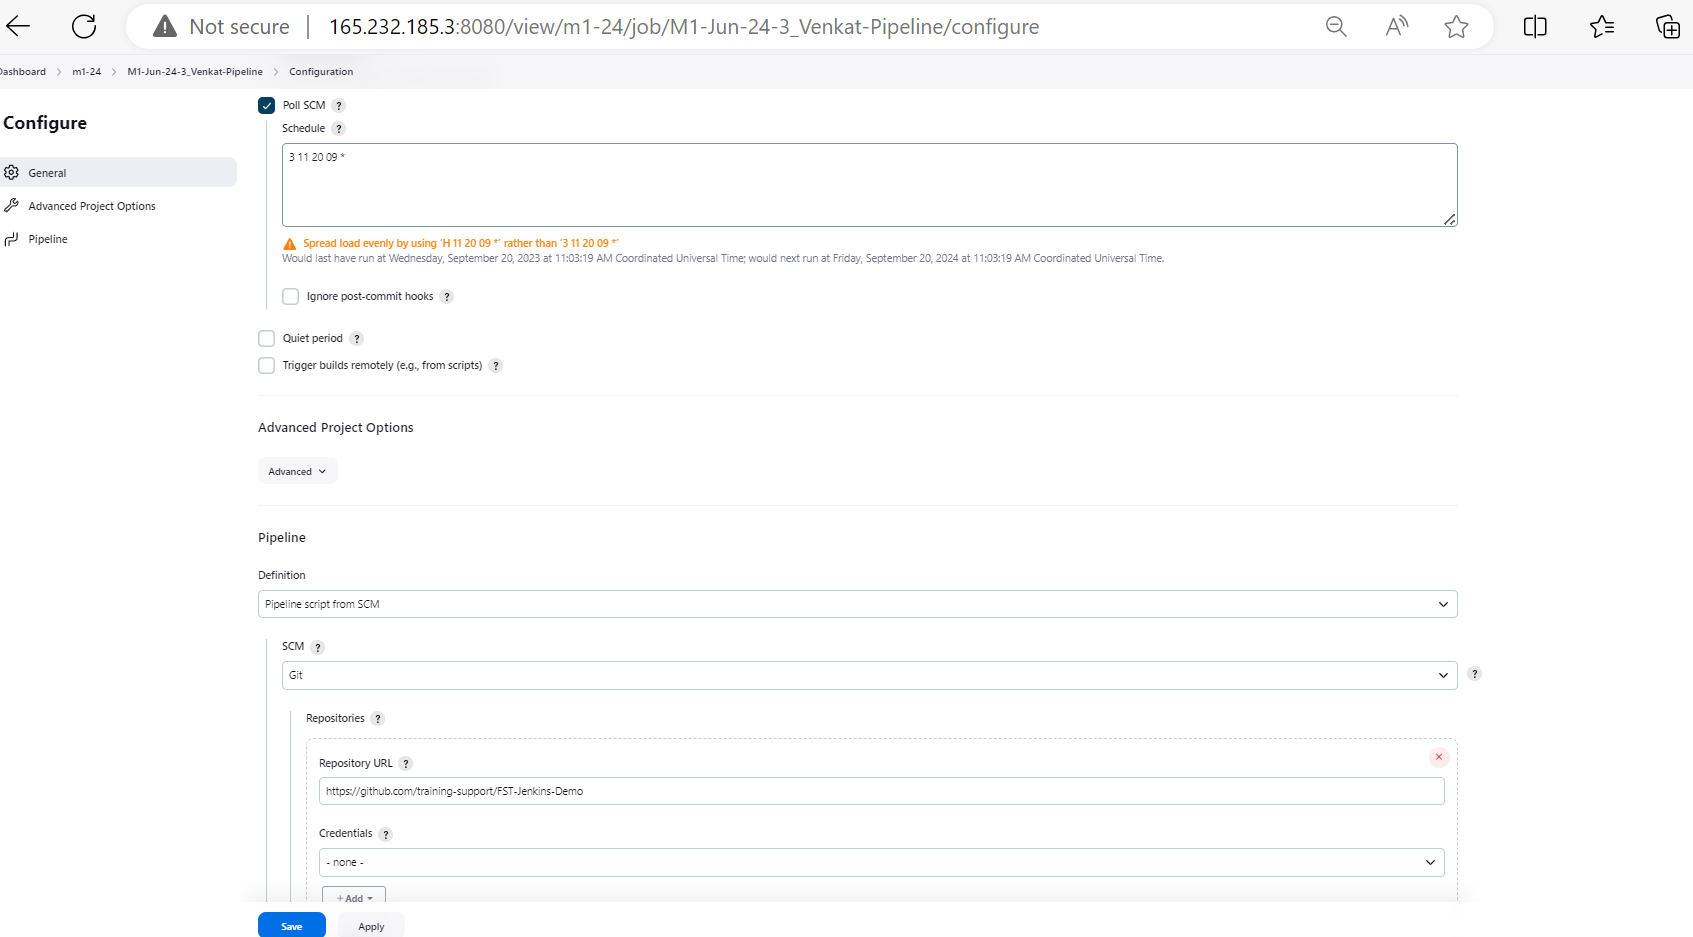 Not secure | 165.232.185.3:8080/view/m1-24/job/M1-Jun-24-3_Venkat-Pipeline/configure
Dashboard > m1-24 > M1-Jun-24-3_Venkat-Pipeline > Configuration
Configure
General
Advanced Project Options
Pipeline
Poll SCM ?
Schedule ?
3 11 20 09 *
Spread load evenly by using ‘H 11 20 09 *’ rather than ‘3 11 20 09 *’
Would last have run at Wednesday, September 20, 2023 at 11:03:19 AM Coordinated Universal Time; would next run at Friday, September 20, 2024 at 11:03:19 AM Coordinated Universal Time.
Ignore post-commit hooks ?
Quiet period ?
Trigger builds remotely (e.g., from scripts) ?
Advanced Project Options
Advanced
Pipeline
Definition
Pipeline script from SCM
SCM ?
Git
?
Repositories ?
Repository URL ?
https://github.com/training-support/FST-Jenkins-Demo
Credentials ?
- none -
+ Add
Save
Apply